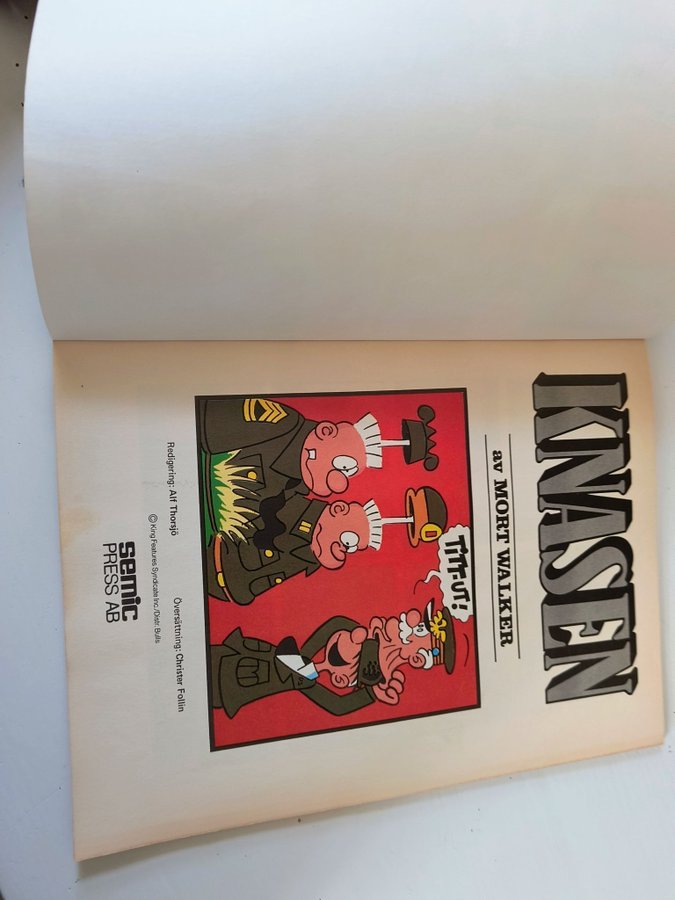 KNASEN
av MORT WALKER
TITT-UT!
Redigering: Alf Thorsjö
Översättning: Christer Follin
© King Features Syndicate Inc./Distr. Bulls
semic
PRESS AB